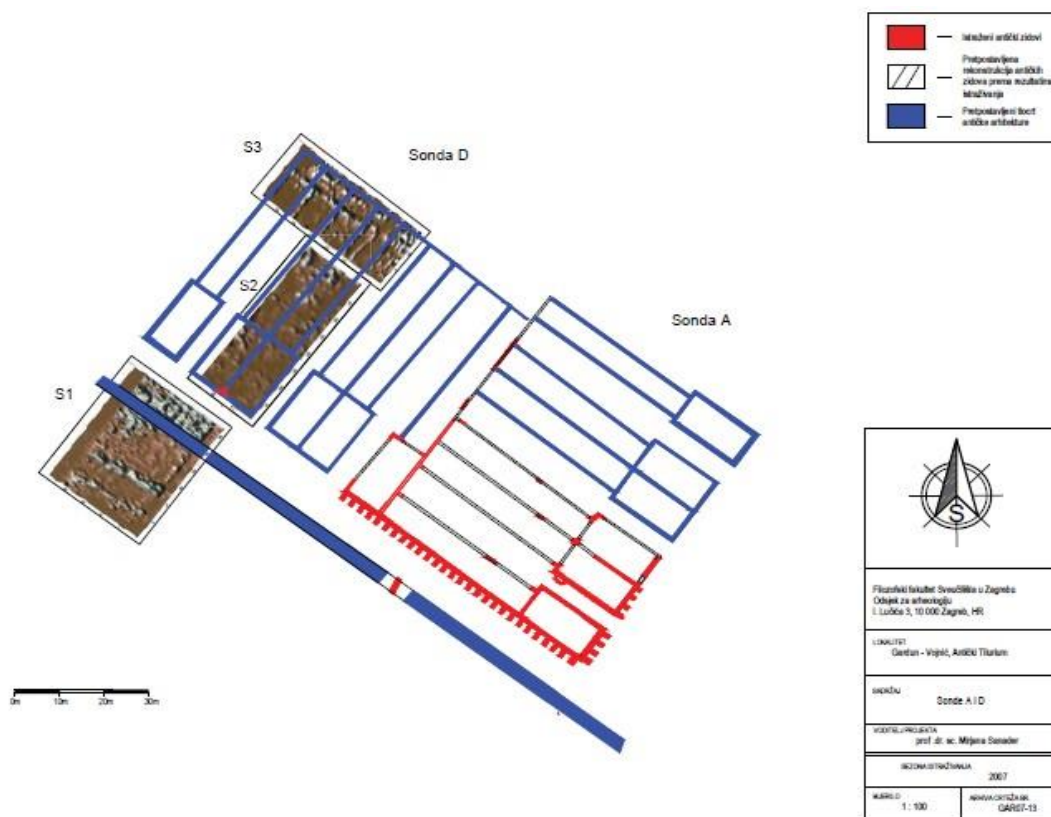 Istraženi antički zidovi
Pretpostavljena
rekonstrukcija antičkih
zidova prema rezultatima
istraživanja
Pretpostavljeni tlocrt
antičke arhitekture
S3
Sonda D
S2
Sonda A
S1
S
0m 10m 20m 30m
Filozofski fakultet Sveučilišta u Zagrebu
Odsjek za arheologiju
I. Lučića 3, 10 000 Zagreb, HR
LOKALITET
Gardun - Vojnić, Antički Tilurium
SADRŽAJ
Sonde A I D
VODITELJ PROJEKTA
prof. dr. sc. Mirjana Sanader
SEZONA ISTRAŽIVANJA
2007
MJERILO
1 : 100
ARHIVA CRTEŽA BR.
GAR07-13